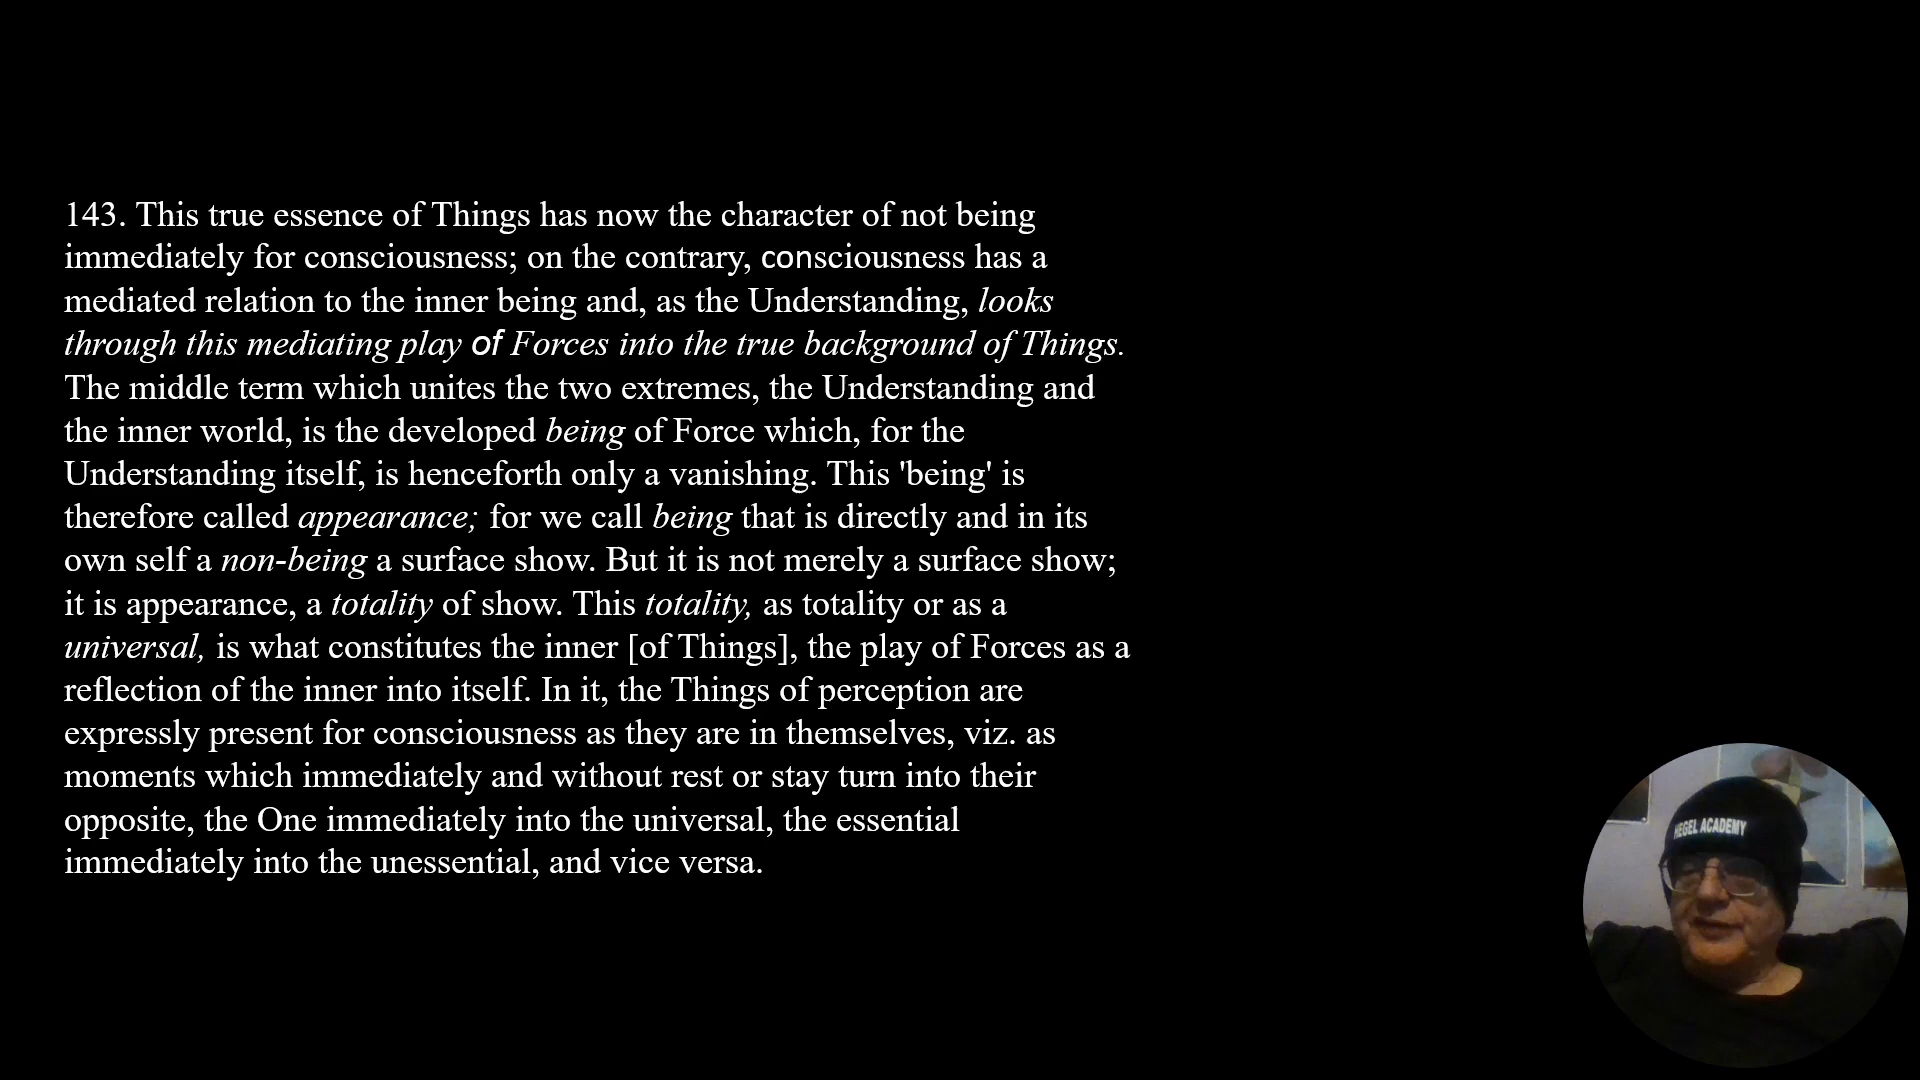 143. This true essence of Things has now the character of not being
immediately for consciousness; on the contrary, consciousness has a
mediated relation to the inner being and, as the Understanding, looks
through this mediating play of Forces into the true background of Things.
The middle term which unites the two extremes, the Understanding and
the inner world, is the developed being of Force which, for the
Understanding itself, is henceforth only a vanishing. This 'being' is
therefore called appearance; for we call being that is directly and in its
own self a non-being a surface show. But it is not merely a surface show;
it is appearance, a totality of show. This totality, as totality or as a
universal, is what constitutes the inner [of Things], the play of Forces as a
reflection of the inner into itself. In it, the Things of perception are
expressly present for consciousness as they are in themselves, viz. as
moments which immediately and without rest or stay turn into their
opposite, the One immediately into the universal, the essential
immediately into the unessential, and vice versa.
HEGEL ACADEMY